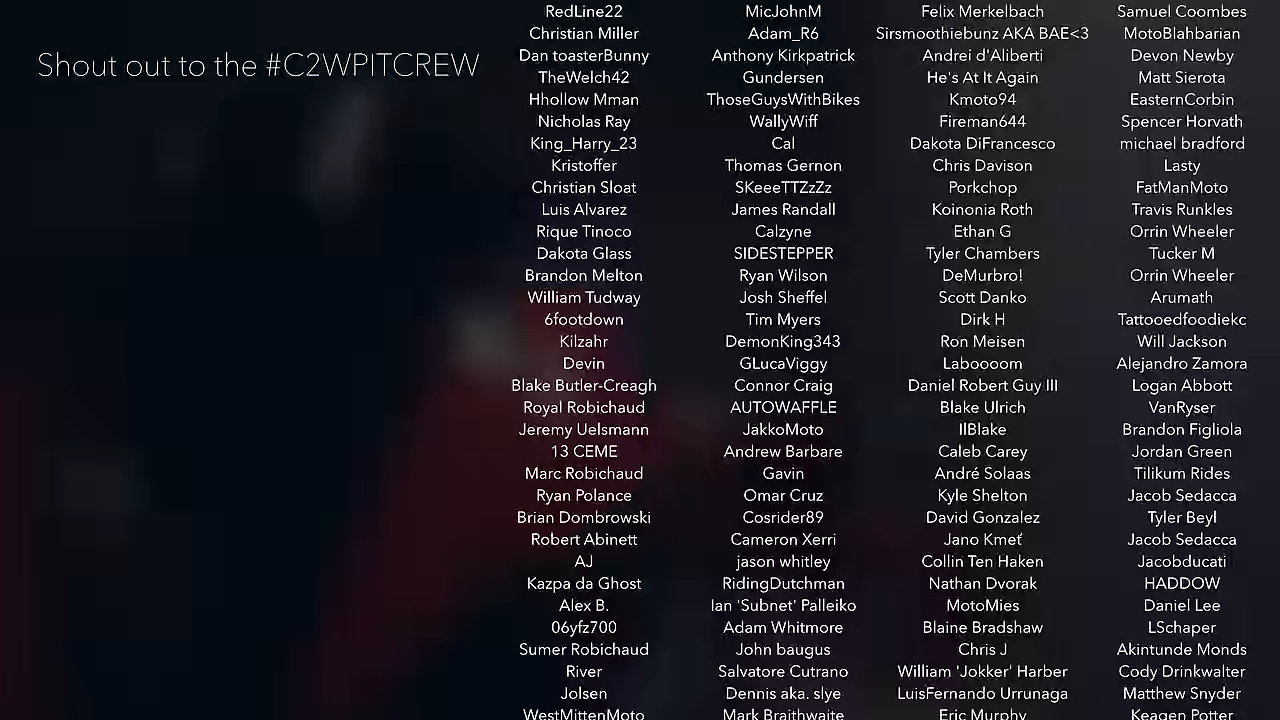 Shout out to the #C2WPITCREW
RedLine22
Christian Miller
Dan toasterBunny
TheWelch42
Hhollow Mman
Nicholas Ray
King_Harry_23
Kristoffer
Christian Sloat
Luis Alvarez
Rique Tinoco
Dakota Glass
Brandon Melton
William Tudway
6footdown
Kilzahr
Devin
Blake Butler-Creagh
Royal Robichaud
Jeremy Uelsmann
13 CEME
Marc Robichaud
Ryan Polance
Brian Dombrowski
Robert Abinett
AJ
Kazpa da Ghost
Alex B.
06yfz700
Sumer Robichaud
River
Jolsen
WestMittenMoto
MicJohnM
Adam_R6
Anthony Kirkpatrick
Gundersen
ThoseGuysWithBikes
WallyWiff
Cal
Thomas Gernon
SKeeeTTZzZz
James Randall
Calzyne
SIDESTEPPER
Ryan Wilson
Josh Sheffel
Tim Myers
DemonKing343
GLucaViggy
Connor Craig
AUTOWAFFLE
JakkoMoto
Andrew Barbare
Gavin
Omar Cruz
Cosrider89
Cameron Xerri
jason whitley
RidingDutchman
Ian 'Subnet' Palleiko
Adam Whitmore
John baugus
Salvatore Cutrano
Dennis aka. slye
Mark Braithwaite
Felix Merkelbach
Sirsmoothiebunz AKA BAE<3
Andrei d'Aliberti
He's At It Again
Kmoto94
Fireman644
Dakota DiFrancesco
Chris Davison
Porkchop
Koinonia Roth
Ethan G
Tyler Chambers
DeMurbro!
Scott Danko
Dirk H
Ron Meisen
Gaboooom
Daniel Robert Guy III
Blake Ulrich
IlBlake
Caleb Carey
André Solaas
Kyle Shelton
David Gonzalez
Jano Kmeť
Collin Ten Haken
Nathan Dvorak
MotoMies
Blaine Bradshaw
Chris J
William 'Jokker' Harber
LuisFernando Urrunaga
Eric Murphy
Samuel Coombes
MotoBlahbarian
Devon Newby
Matt Sierota
EasternCorbin
Spencer Horvath
michael bradford
Lasty
FatManMoto
Travis Runkles
Orrin Wheeler
Tucker M
Orrin Wheeler
Arumath
Tattooedfoodiekc
Will Jackson
Alejandro Zamora
Logan Abbott
VanRyser
Brandon Figliola
Jordan Green
Tilikum Rides
Jacob Sedacca
Tyler Beyl
Jacob Sedacca
Jacobducati
HADDOW
Daniel Lee
LSchaper
Akintunde Monds
Cody Drinkwalter
Matthew Snyder
Keagen Potter